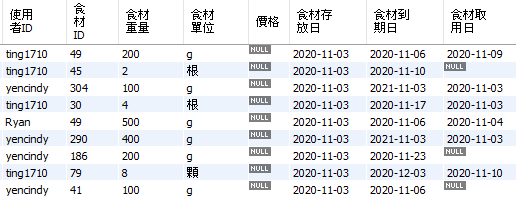 使用者ID 食材ID 食材重量 食材單位 價格 食材存放日 食材到期日 食材取用日
ting1710 49 200 g NULL 2020-11-03 2020-11-06 2020-11-09
ting1710 45 2 根 NULL 2020-11-03 2020-11-10 NULL
yencindy 304 100 g NULL 2020-11-03 2021-11-03 2020-11-03
ting1710 30 4 根 NULL 2020-11-03 2020-11-17 2020-11-03
Ryan 49 500 g NULL 2020-11-03 2020-11-06 2020-11-04
yencindy 290 400 g NULL 2020-11-03 2021-11-03 2020-11-03
yencindy 186 200 g NULL 2020-11-03 2020-11-23 NULL
ting1710 79 8 顆 NULL 2020-11-03 2020-12-03 2020-11-10
yencindy 41 100 g NULL 2020-11-03 2020-11-06 NULL